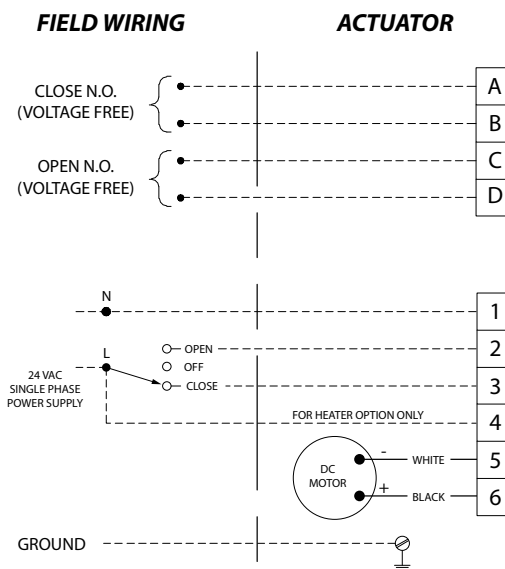 FIELD WIRING
ACTUATOR
CLOSE N.O.
(VOLTAGE FREE)
A
B
OPEN N.O.
(VOLTAGE FREE)
C
D
N
1
OPEN
2
L
OFF
24 VAC
SINGLE PHASE
POWER SUPPLY
CLOSE
3
FOR HEATER OPTION ONLY
4
-
WHITE
5
DC
MOTOR
+
BLACK
6
GROUND